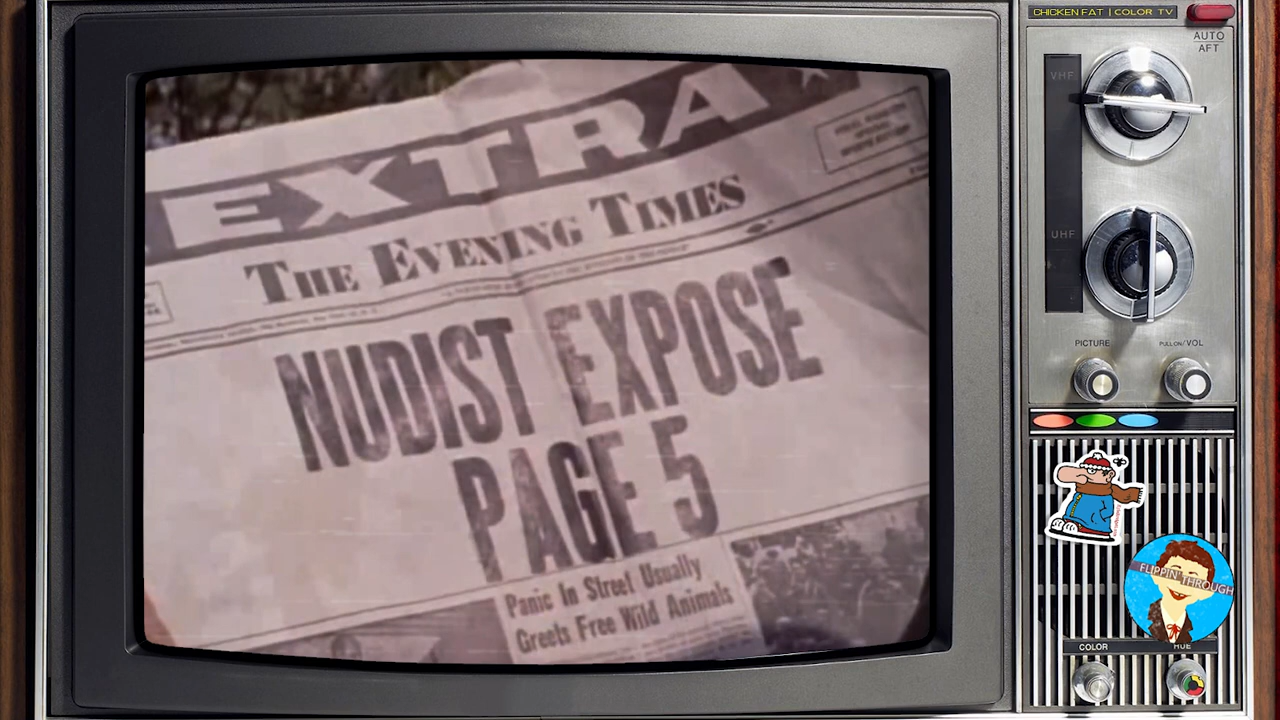 CHICKEN FAT | COLOR TV
AUTO
AFT
VHF
UHF
PICTURE
PULL ON/VOL
FLIPPIN' THROUGH
COLOR
HUE
EXTRA
THE EVENING TIMES
NUDIST EXPOSE
PAGE 5
Panic In Street Usually
Greets Free Wild Animals